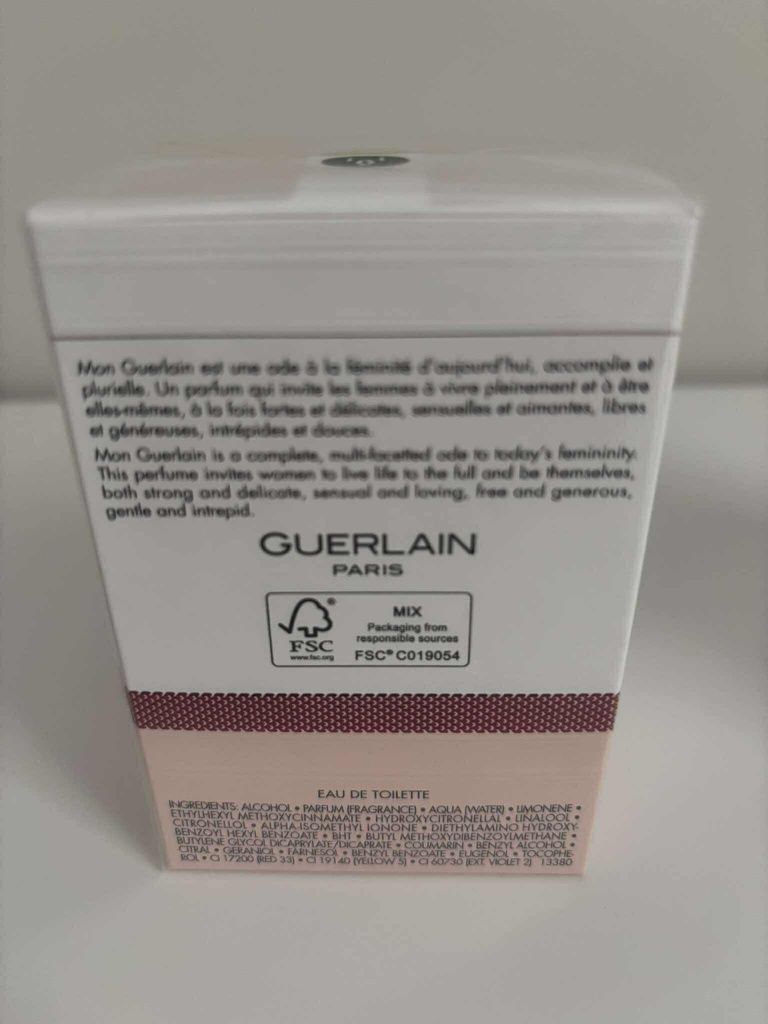 Mon Guerlain est une ode à la féminité d'aujourd'hui, accomplie et
plurielle. Un parfum qui invite les femmes à vivre pleinement et à être
elles-mêmes, à la fois fortes et délicates, sensuelles et aimantes, libres
et généreuses, intrépides et douces.
Mon Guerlain is a complete, multi-facetted ode to today's femininity.
This perfume invites women to live life to the full and be themselves,
both strong and delicate, sensual and loving, free and generous,
gentle and intrepid.
GUERLAIN
PARIS
FSC®
www.fsc.org
MIX
Packaging from
responsible sources
FSC® C019054
EAU DE TOILETTE
INGREDIENTS: ALCOHOL • PARFUM (FRAGRANCE) • AQUA (WATER) • LIMONENE •
ETHYLHEXYL METHOXYCINNAMATE • HYDROXYCITRONELLAL • LINALOOL •
CITRONELLOL • ALPHA-ISOMETHYL IONONE • DIETHYLAMINO HYDROXY-
BENZOYL HEXYL BENZOATE • BHT • BUTYL METHOXYDIBENZOYLMETHANE •
BUTYLENE GLYCOL DICAPRYLATE/DICAPRATE • COUMARIN • BENZYL ALCOHOL •
CITRAL • GERANIOL • FARNESOL • BENZYL BENZOATE • EUGENOL • TOCOPHE-
ROL • CI 17200 (RED 33) • CI 19140 (YELLOW 5) • CI 60730 (EXT. VIOLET 2) 13380